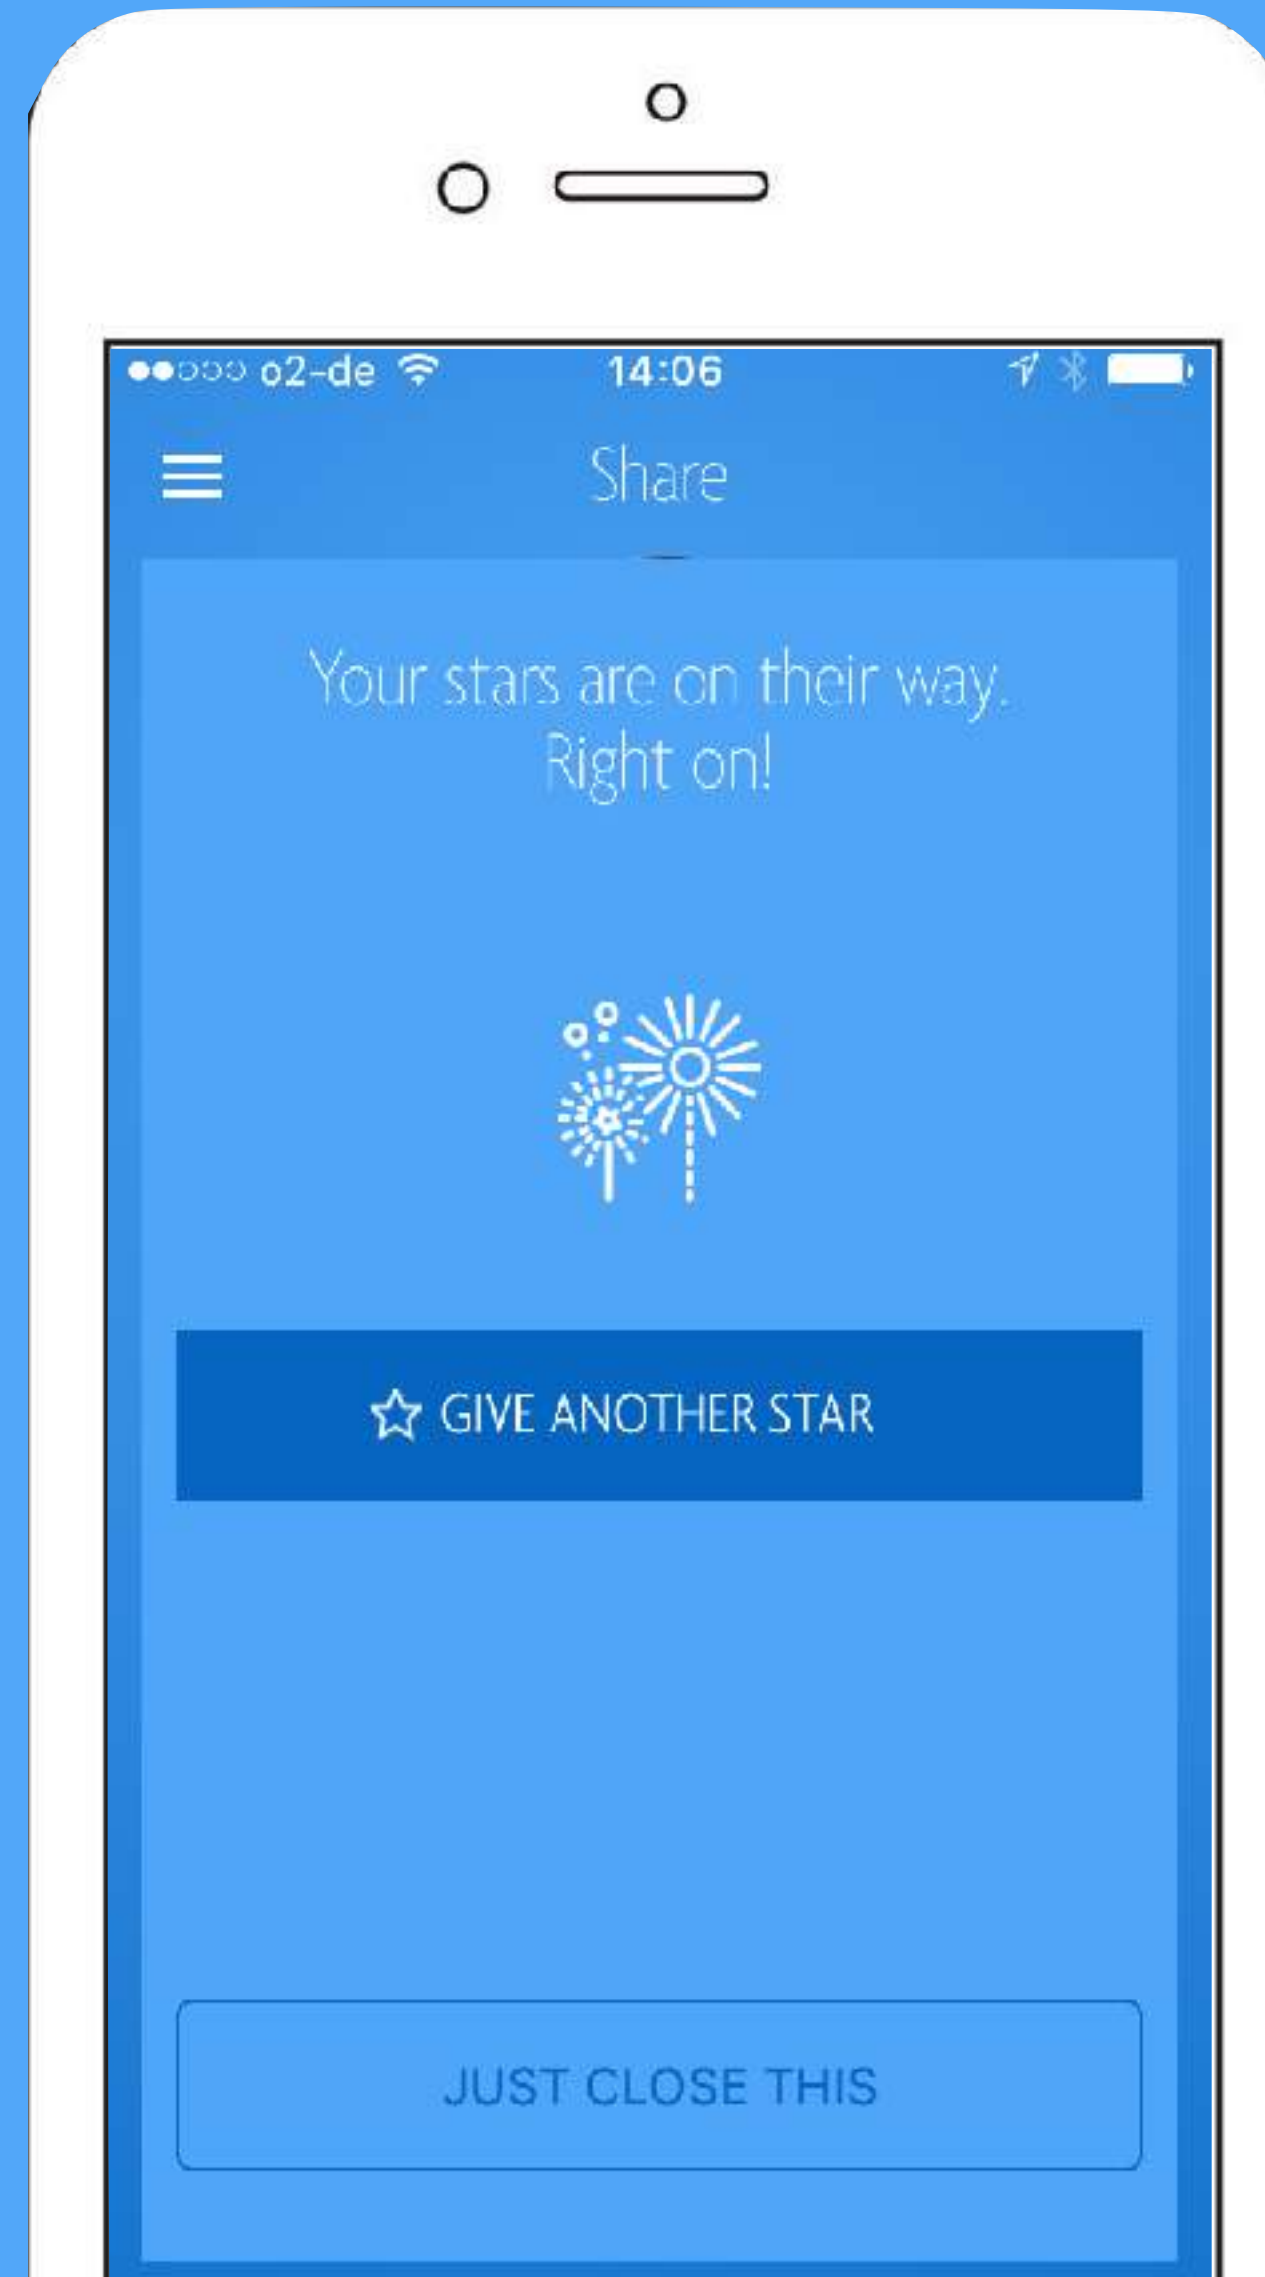 o2-de 14:06
Share
Your stars are on their way.
Right on!
GIVE ANOTHER STAR
JUST CLOSE THIS